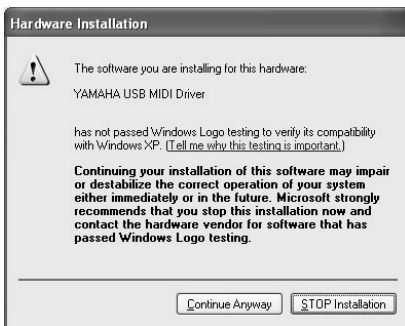 Hardware Installation
The software you are installing for this hardware:
YAMAHA USB MIDI Driver
has not passed Windows Logo testing to verify its compatibility
with Windows XP. (Tell me why this testing is important.)
Continuing your installation of this software may impair
or destabilize the correct operation of your system
either immediately or in the future. Microsoft strongly
recommends that you stop this installation now and
contact the hardware vendor for software that has
passed Windows Logo testing.
Continue Anyway STOP Installation